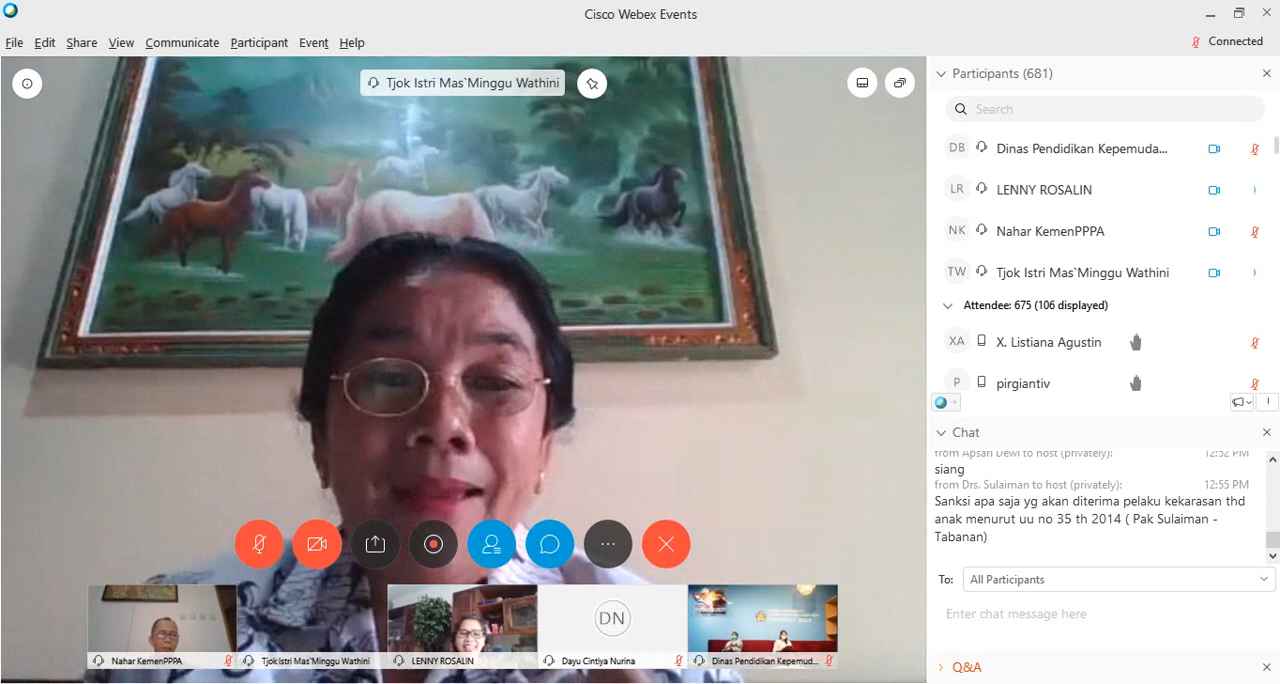 Cisco Webex Events
File Edit Share View Communicate Participant Event Help
Connected
Tjok Istri Mas`Minggu Wathini
Participants (681)
Search
DB Dinas Pendidikan Kepemuda...
LR LENNY ROSALIN
NK Nahar KemenPPPA
TW Tjok Istri Mas`Minggu Wathini
Attendee: 675 (106 displayed)
XA X. Listiana Agustin
P pirgiantiv
Chat
from Apsari Dewi to host (privately): 12:52 PM
siang
from Drs. Sulaiman to host (privately): 12:55 PM
Sanksi apa saja yg akan diterima pelaku kekarasan thd
anak menurut uu no 35 th 2014 ( Pak Sulaiman -
Tabanan)
To: All Participants
Enter chat message here
Q&A
DN
Nahar KemenPPPA
Tjok Istri Mas`Minggu Wathini
LENNY ROSALIN
Dayu Cintiya Nurina
Dinas Pendidikan Kepemud...